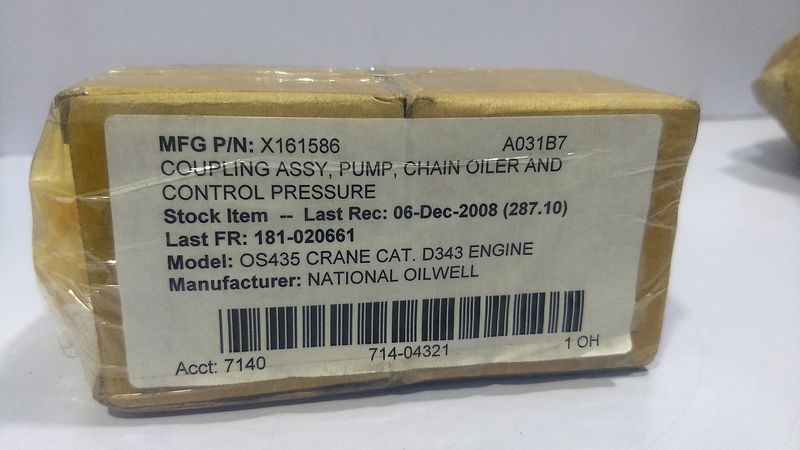 MFG P/N: X161586 A031B7
COUPLING ASSY, PUMP, CHAIN OILER AND
CONTROL PRESSURE
Stock Item -- Last Rec: 06-Dec-2008 (287.10)
Last FR: 181-020661
Model: OS435 CRANE CAT. D343 ENGINE
Manufacturer: NATIONAL OILWELL
Acct: 7140 714-04321 1 OH